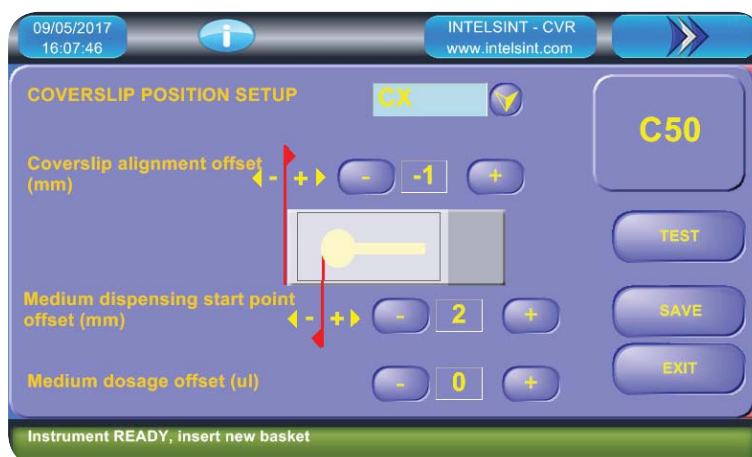 09/05/2017
16:07:46
i
INTELSINT - CVR
www.intelsint.com
COVERSLIP POSITION SETUP
CX
C50
Coverslip alignment offset
(mm)
- +
- -1 +
TEST
Medium dispensing start point
offset (mm)
- +
- 2 +
SAVE
Medium dosage offset (ul)
- 0 +
EXIT
Instrument READY, insert new basket